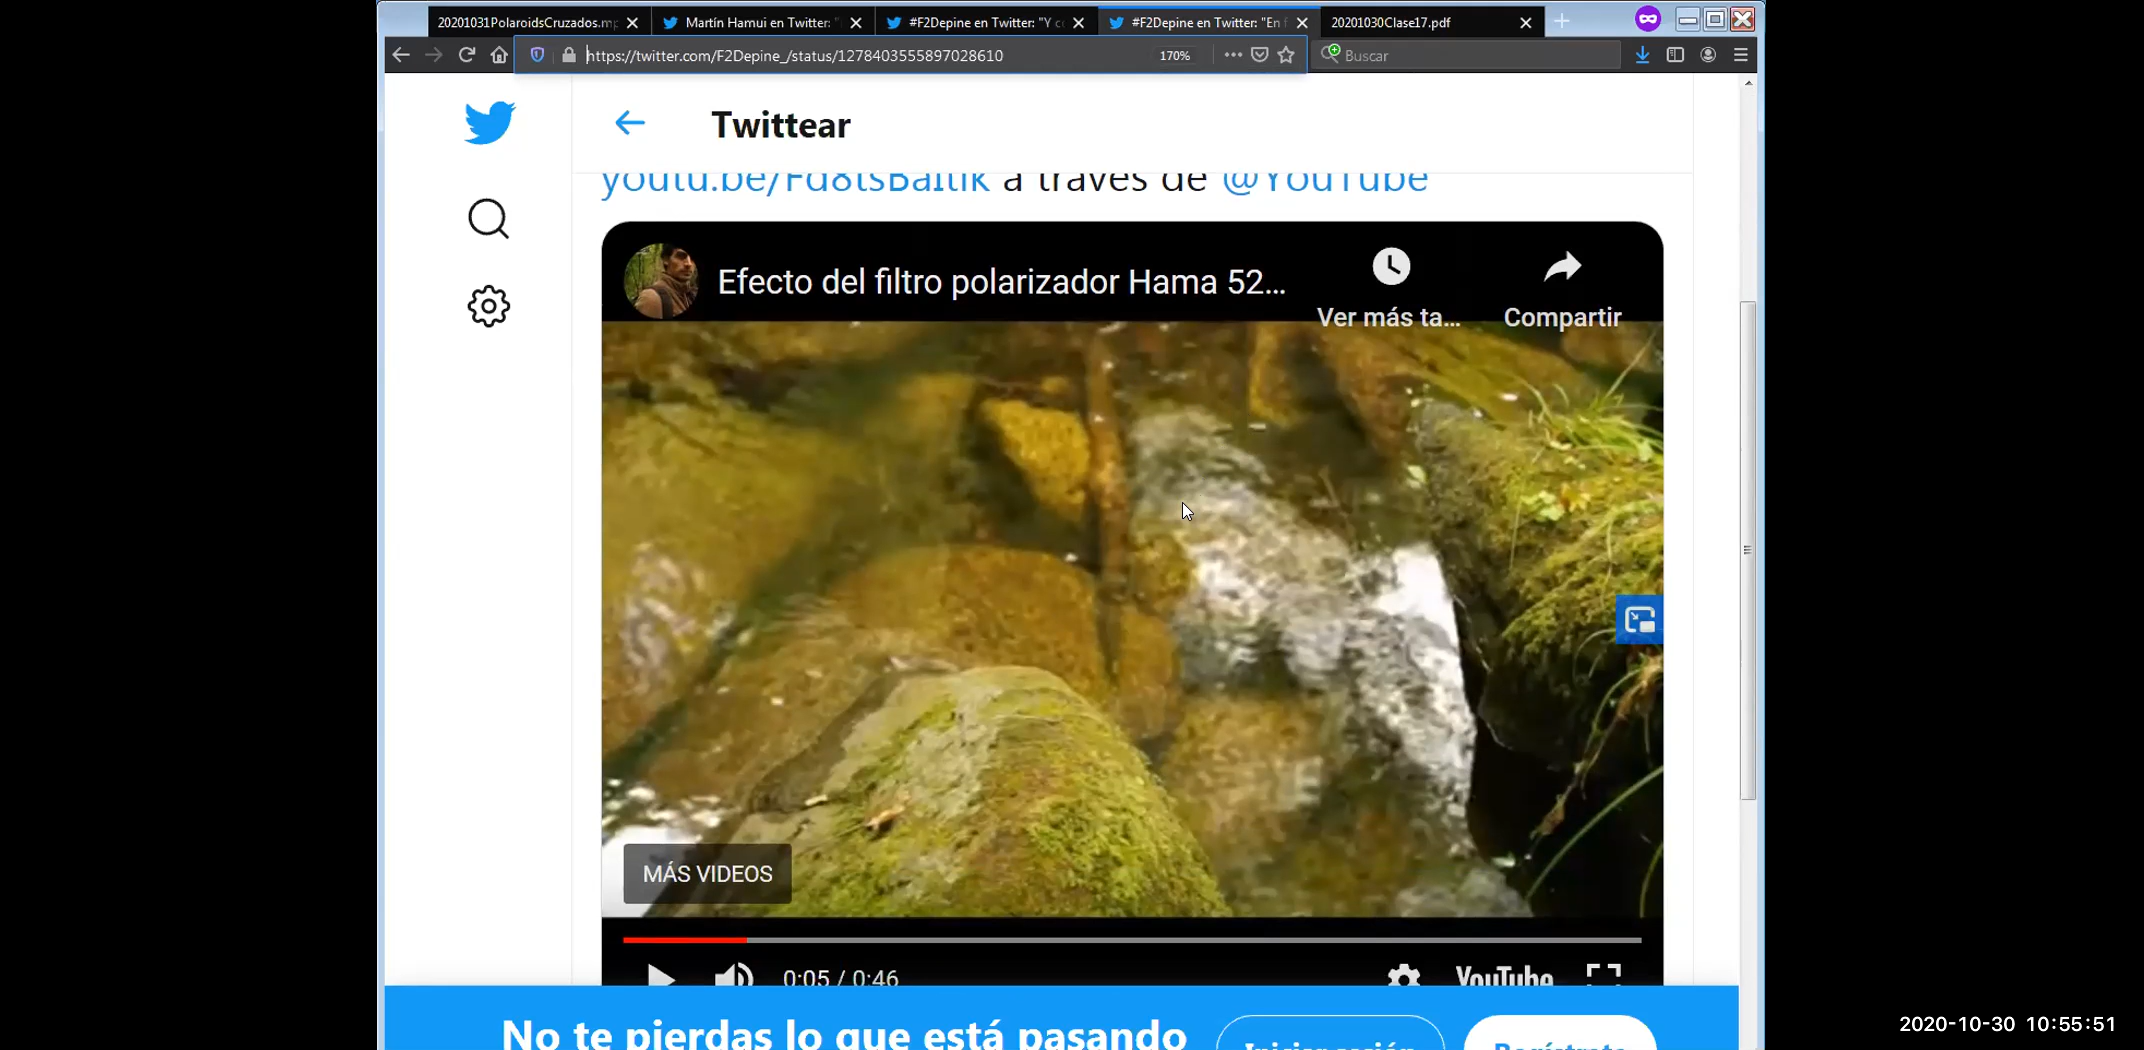 20201031PolaroidsCruzados.mp
Martín Hamui en Twitter: "
#F2Depine en Twitter: "Y c
#F2Depine en Twitter: "En f
20201030Clase17.pdf
https://twitter.com/F2Depine_/status/1278403555897028610
170%
Buscar
Twittear
a través de @YouTube
Efecto del filtro polarizador Hama 52...
Ver más ta...
Compartir
MÁS VIDEOS
0:05 / 0:46
YouTube
No te pierdas lo que está pasando
Iniciar sesión
Regístrate
2020-10-30 10:55:51